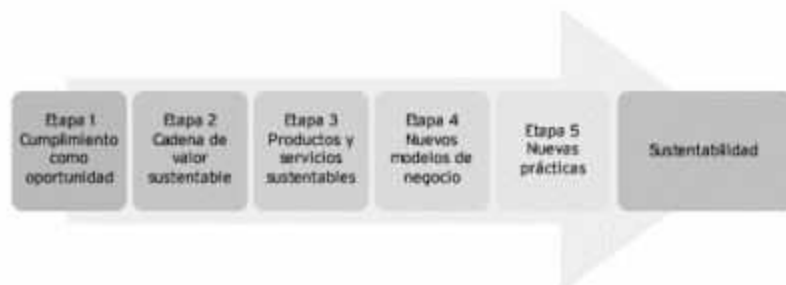 Etapa 1
Cumplimiento
como
oportunidad
Etapa 2
Cadena de
valor
sustentable
Etapa 3
Productos y
servicios
sustentables
Etapa 4
Nuevos
modelos de
negocio
Etapa 5
Nuevas
prácticas
Sustentabilidad